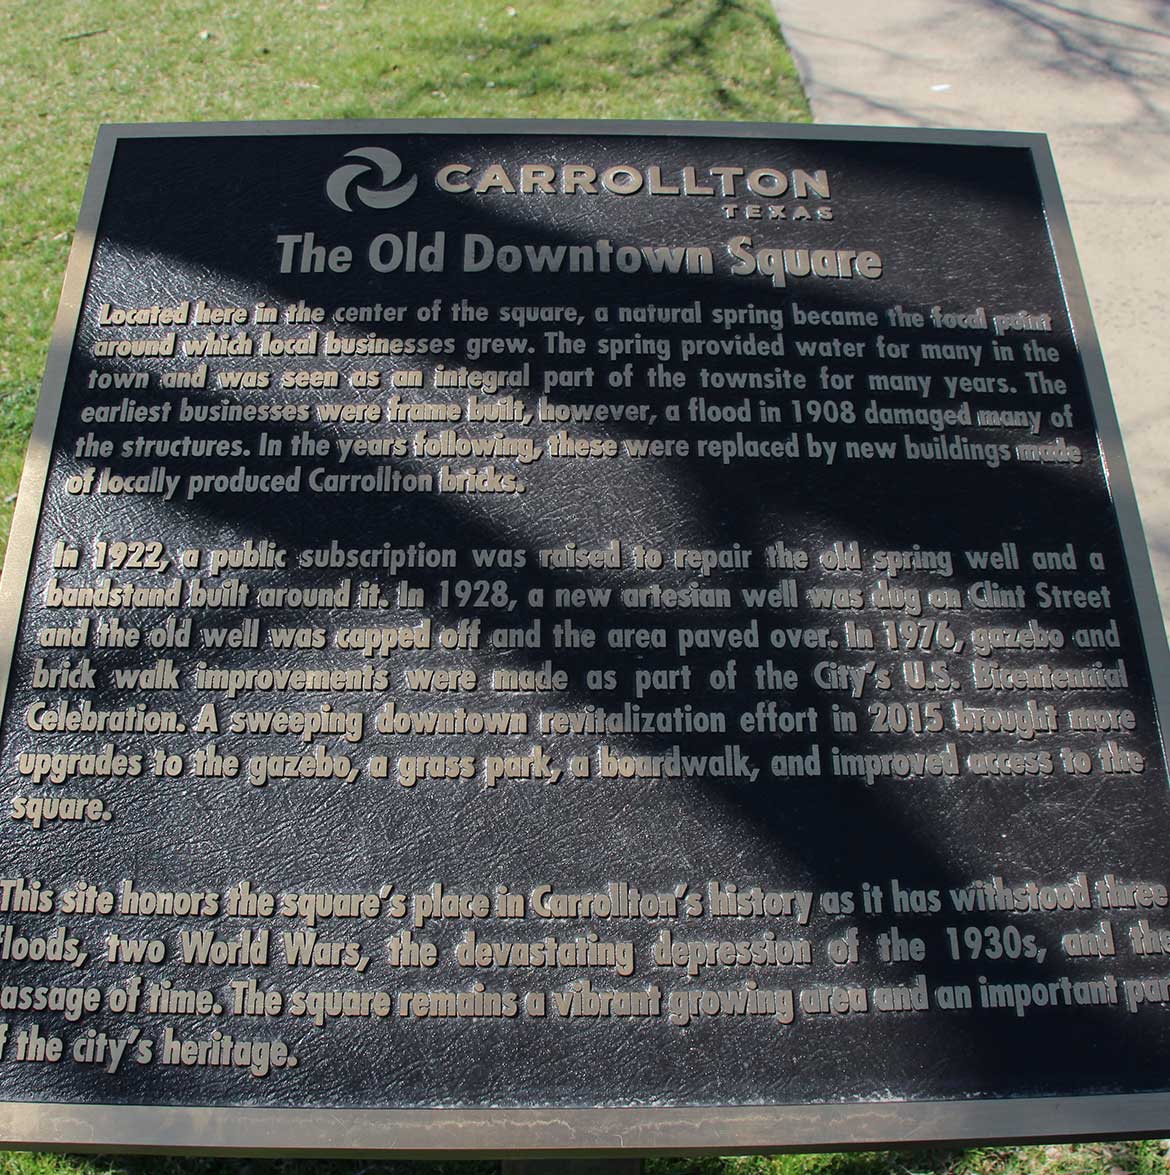 CARROLLTON
TEXAS
The Old Downtown Square
Located here in the center of the square, a natural spring became the focal point
around which local businesses grew. The spring provided water for many in the
town and was seen as an integral part of the townsite for many years. The
earliest businesses were frame built, however, a flood in 1908 damaged many of
the structures. In the years following, these were replaced by new buildings made
of locally produced Carrollton bricks.
In 1922, a public subscription was raised to repair the old spring well and a
bandstand built around it. In 1928, a new artesian well was dug on Clint Street
and the old well was capped off and the area paved over. In 1976, gazebo and
brick walk improvements were made as part of the City's U.S. Bicentennial
Celebration. A sweeping downtown revitalization effort in 2015 brought more
upgrades to the gazebo, a grass park, a boardwalk, and improved access to the
square.
This site honors the square's place in Carrollton's history as it has withstood three
loods, two World Wars, the devastating depression of the 1930s, and the
assage of time. The square remains a vibrant growing area and an important par
f the city's heritage.